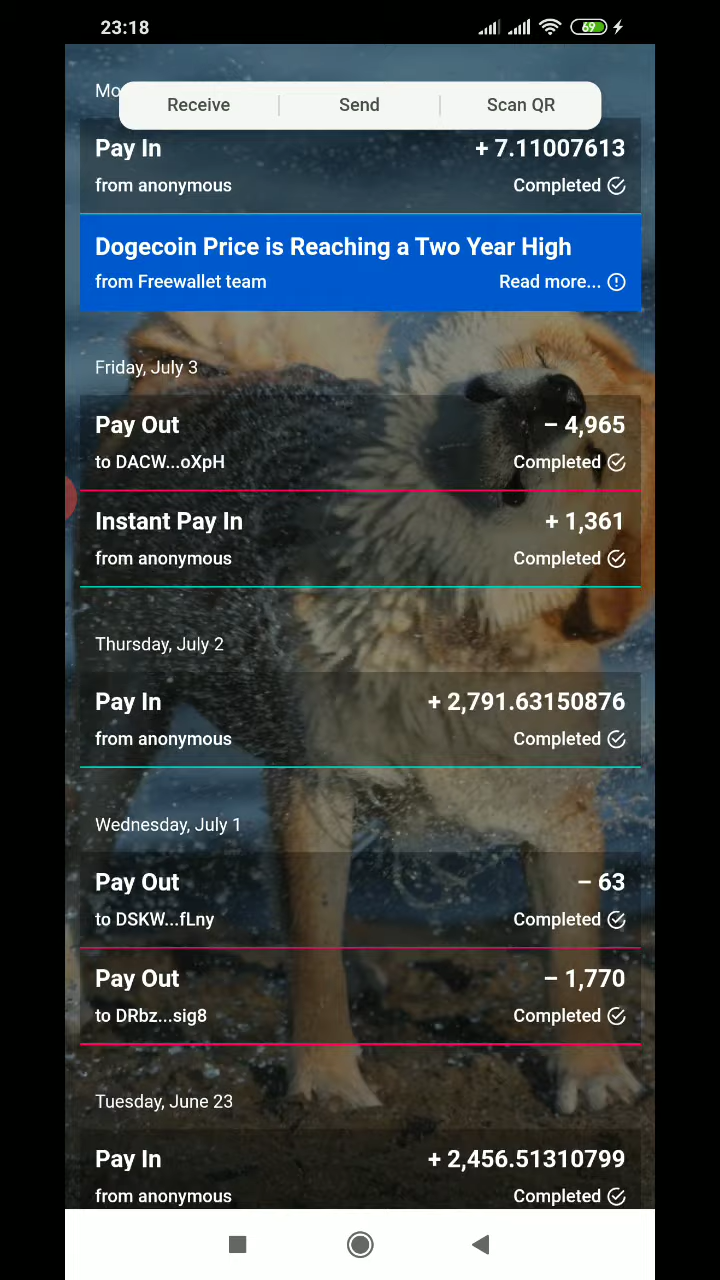 23:18
69
Mo
Receive
Send
Scan QR
Pay In
+ 7.11007613
from anonymous
Completed
Dogecoin Price is Reaching a Two Year High
from Freewallet team
Read more...
Friday, July 3
Pay Out
– 4,965
to DACW...oXpH
Completed
Instant Pay In
+ 1,361
from anonymous
Completed
Thursday, July 2
Pay In
+ 2,791.63150876
from anonymous
Completed
Wednesday, July 1
Pay Out
– 63
to DSKW...fLny
Completed
Pay Out
– 1,770
to DRbz...sig8
Completed
Tuesday, June 23
Pay In
+ 2,456.51310799
from anonymous
Completed